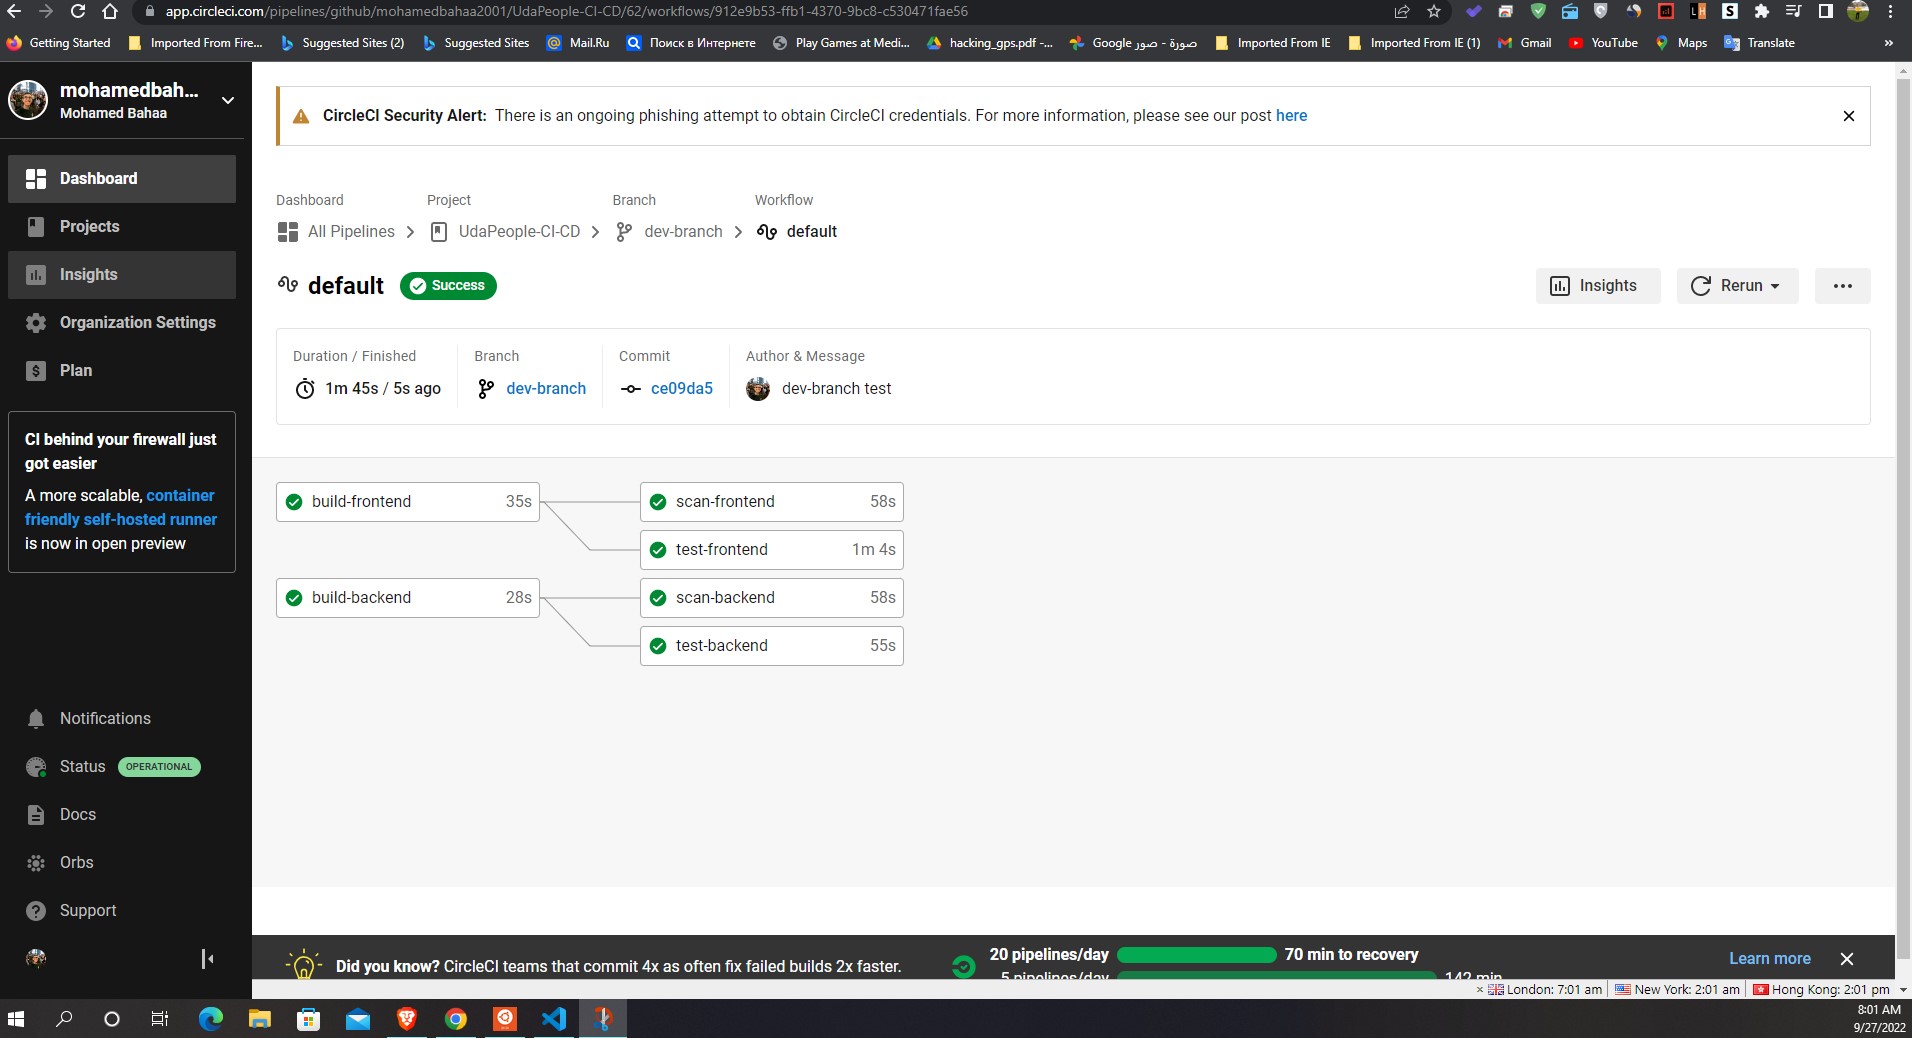 app.circleci.com/pipelines/github/mohamedbahaa2001/UdaPeople-CI-CD/62/workflows/912e9b53-ffb1-4370-9bc8-c530471fae56
Getting Started Imported From Fire... Suggested Sites (2) Suggested Sites Mail.Ru Поиск в Интернете Play Games at Medi... hacking_gps.pdf -... Google صورة - صور Imported From IE Imported From IE (1) Gmail YouTube Maps Translate »
mohamedbah...
Mohamed Bahaa
Dashboard
Projects
Insights
Organization Settings
Plan
CI behind your firewall just
got easier
A more scalable, container
friendly self-hosted runner
is now in open preview
Notifications
Status OPERATIONAL
Docs
Orbs
Support
CircleCI Security Alert: There is an ongoing phishing attempt to obtain CircleCI credentials. For more information, please see our post here
Dashboard Project Branch Workflow
All Pipelines UdaPeople-CI-CD dev-branch default
default Success Insights Rerun
Duration / Finished Branch Commit Author & Message
1m 45s / 5s ago dev-branch ce09da5 dev-branch test
build-frontend 35s scan-frontend 58s
test-frontend 1m 4s
build-backend 28s scan-backend 58s
test-backend 55s
Did you know? CircleCI teams that commit 4x as often fix failed builds 2x faster.
20 pipelines/day 70 min to recovery
5 pipelines/day 142 min
Learn more
London: 7:01 am New York: 2:01 am Hong Kong: 2:01 pm
8:01 AM
9/27/2022